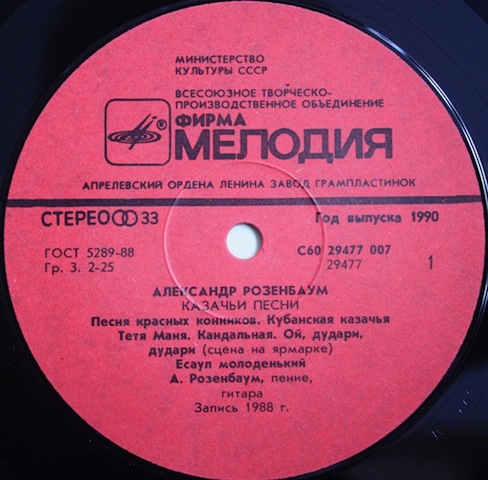 МИНИСТЕРСТВО
КУЛЬТУРЫ СССР
ВСЕСОЮЗНОЕ ТВОРЧЕСКО-
ПРОИЗВОДСТВЕННОЕ ОБЪЕДИНЕНИЕ
®
ФИРМА
МЕЛОДИЯ
АПРЕЛЕВСКИЙ ОРДЕНА ЛЕНИНА ЗАВОД ГРАМПЛАСТИНОК
СТЕРЕО 33
Год выпуска 1990
ГОСТ 5289-88
С60 29477 007
Гр. 3. 2-25
29477
1
АЛЕКСАНДР РОЗЕНБАУМ
КАЗАЧЬИ ПЕСНИ
Песня красных конников. Кубанская казачья
Тетя Маня. Кандальная. Ой, дудари,
дудари (сцена на ярмарке)
Есаул молоденький
А. Розенбаум, пение,
гитара
Запись 1988 г.